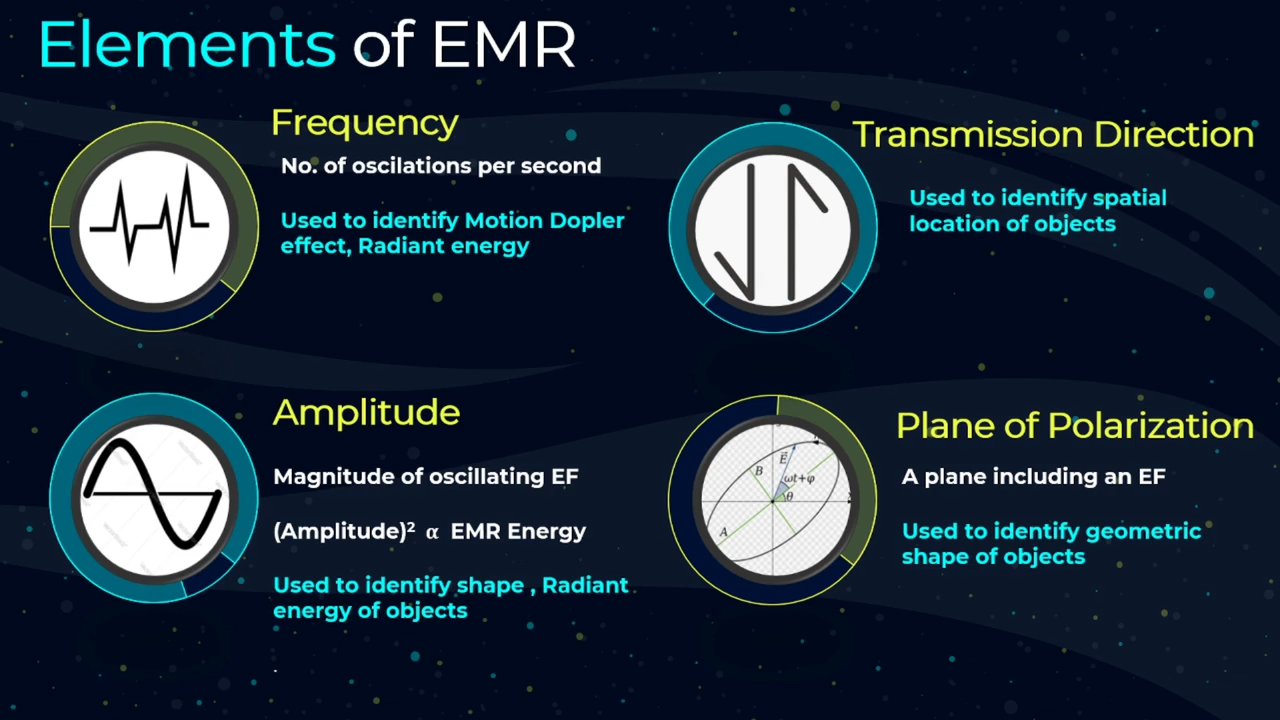 Elements of EMR
Frequency
No. of oscilations per second
Used to identify Motion Dopler
effect, Radiant energy
Transmission Direction
Used to identify spatial
location of objects
Amplitude
Magnitude of oscillating EF
(Amplitude)² α EMR Energy
Used to identify shape , Radiant
energy of objects
.
Plane of Polarization
A plane including an EF
Used to identify geometric
shape of objects
E⃗
B
ωt+φ
θ
A